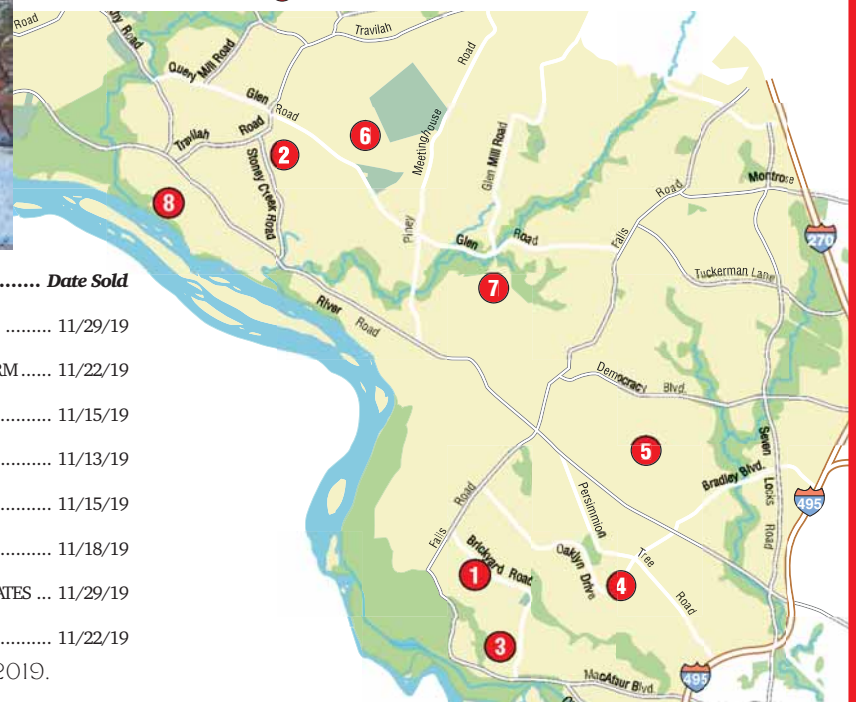 Road
ny Road
Travilah
Query Mill Road
Road
Glen Road
6
Meetinghouse
Glen Mill Road
Travilah Road
2
Stoney Creek Road
Road
Montrose
8
Piney
Glen Road
Falls
270
Tuckerman Lane
7
River Road
....... Date Sold
......... 11/29/19
RM...... 11/22/19
.......... 11/15/19
.......... 11/13/19
.......... 11/15/19
.......... 11/18/19
ATES ... 11/29/19
.......... 11/22/19
2019.
Democracy Blvd.
5
Seven Locks Road
Bradley Blvd.
495
Persimmion
Tree
Road
Falls Road
Brickyard Road
1
Oaklyn Drive
4
3
MacAthur Blvd.
495